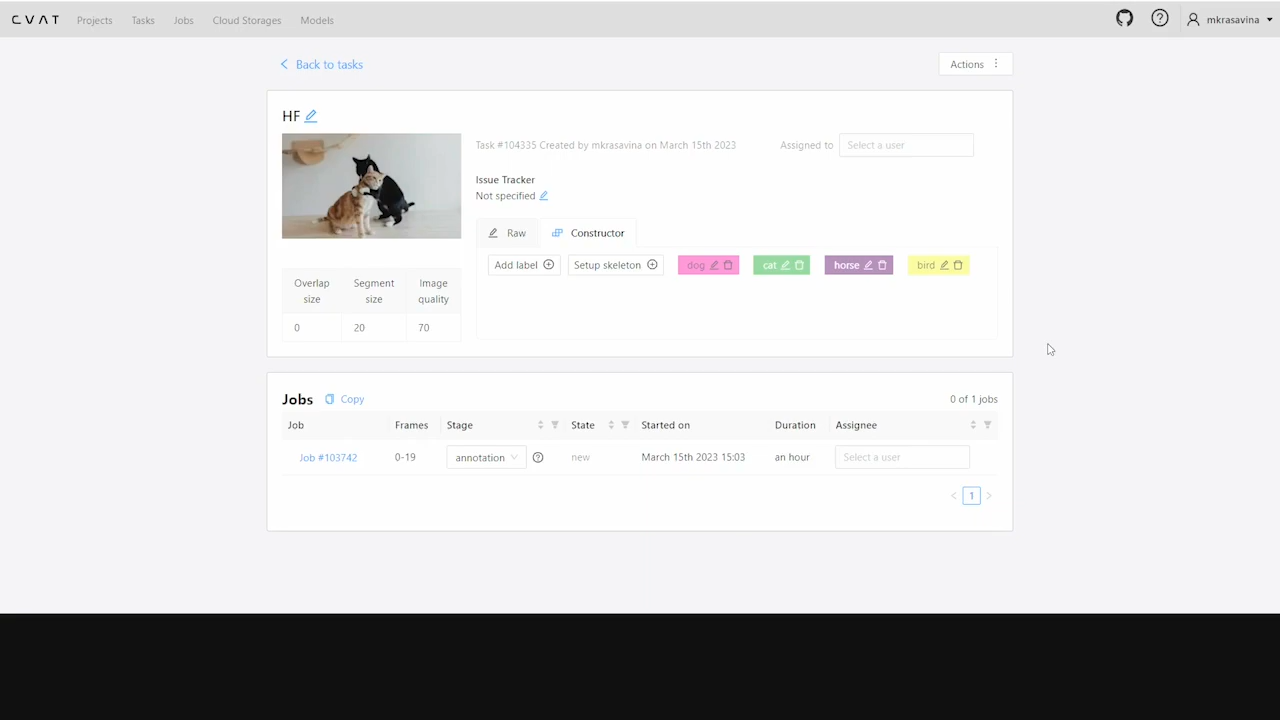 CVAT Projects Tasks Jobs Cloud Storages Models mkrasavina
Back to tasks
Actions
HF
Task #104335 Created by mkrasavina on March 15th 2023
Assigned to Select a user
Issue Tracker
Not specified
Raw Constructor
Add label Setup skeleton dog cat horse bird
Overlap size Segment size Image quality
0 20 70
Jobs Copy 0 of 1 jobs
Job Frames Stage State Started on Duration Assignee
Job #103742 0-19 annotation new March 15th 2023 15:03 an hour Select a user
1